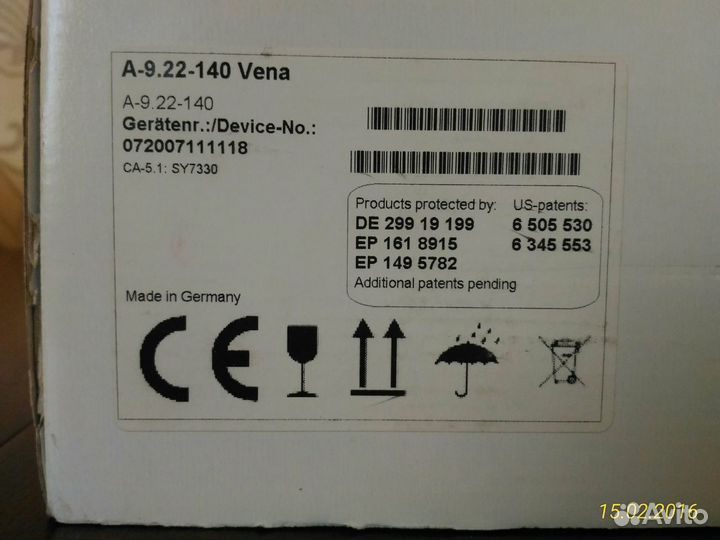 A-9.22-140 Vena
A-9.22-140
Gerätenr.:/Device-No.:
072007111118
CA-5.1: SY7330
Products protected by: US-patents:
DE 299 19 199 6 505 530
EP 161 8915 6 345 553
EP 149 5782
Additional patents pending
Made in Germany
CE
15.02.2016
Avito